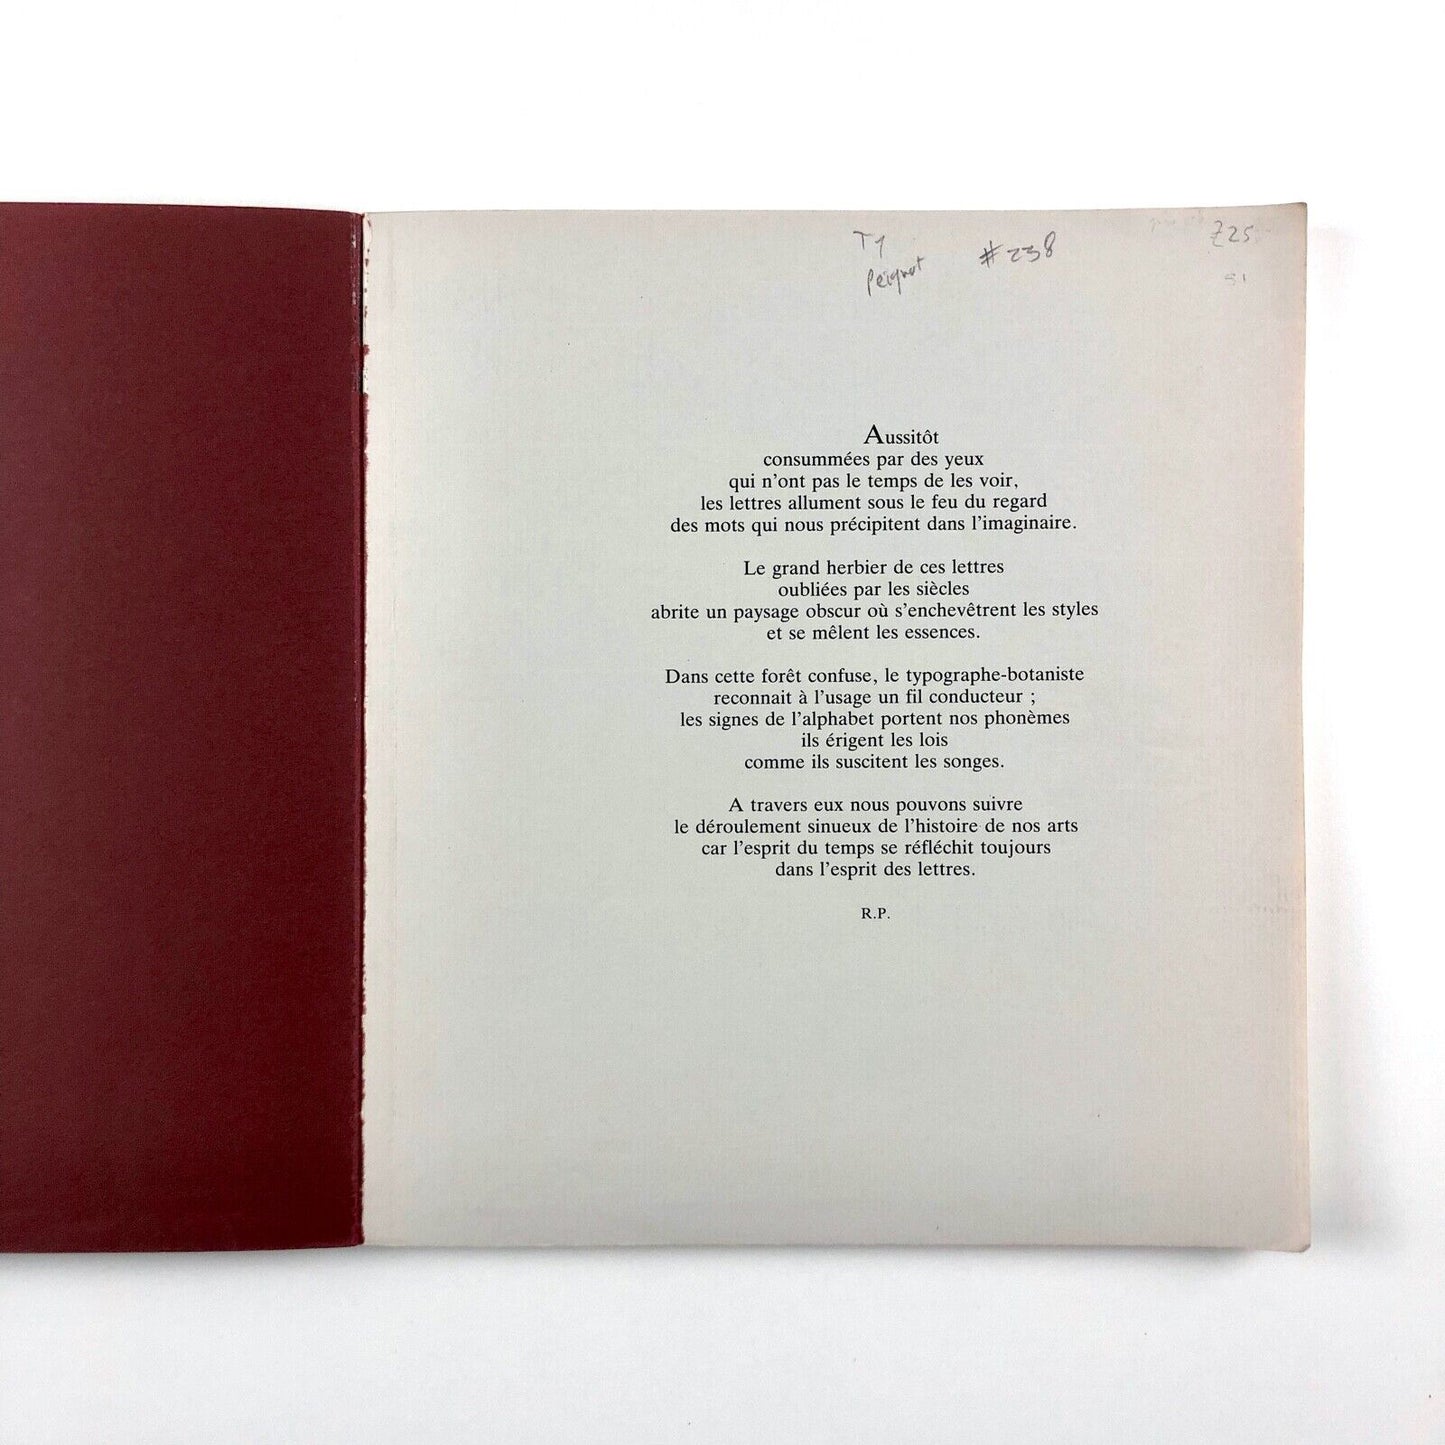 T1
Peignot
#238
Z25
Aussitôt
consummées par des yeux
qui n'ont pas le temps de les voir,
les lettres allument sous le feu du regard
des mots qui nous précipitent dans l'imaginaire.
Le grand herbier de ces lettres
oubliées par les siècles
abrite un paysage obscur où s'enchevêtrent les styles
et se mêlent les essences.
Dans cette forêt confuse, le typographe-botaniste
reconnait à l'usage un fil conducteur ;
les signes de l'alphabet portent nos phonèmes
ils érigent les lois
comme ils suscitent les songes.
A travers eux nous pouvons suivre
le déroulement sinueux de l'histoire de nos arts
car l'esprit du temps se réfléchit toujours
dans l'esprit des lettres.
R.P.